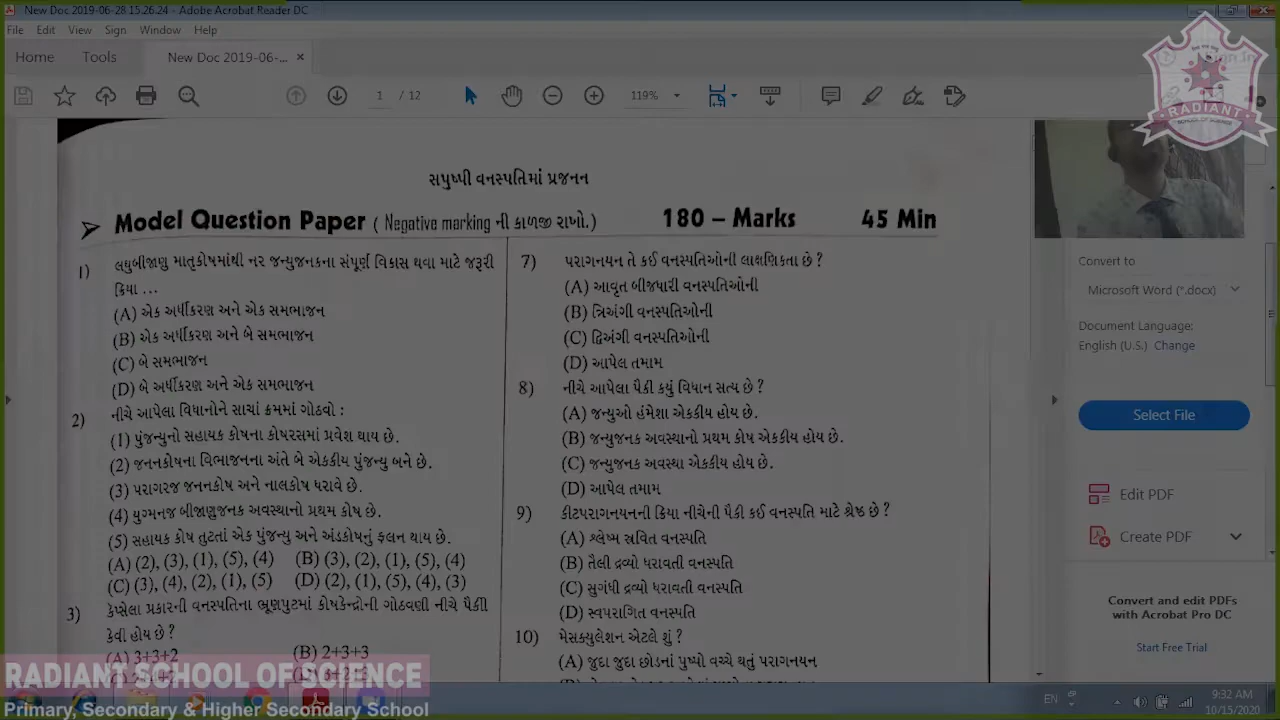 New Doc 2019-06-28 15.26.24 - Adobe Acrobat Reader DC
File Edit View Sign Window Help
Home Tools New Doc 2019-06-... ×
1 / 12 119%
RADIANT
SCHOOL OF SCIENCE
સપુષ્પી વનસ્પતિમાં પ્રજનન
➢ Model Question Paper ( Negative marking ની કાળજી રાખો.) 180 – Marks 45 Min
1) લઘુબીજાણુ માતૃકોષમાંથી નર જન્યુજનકના સંપૂર્ણ વિકાસ થવા માટે જરૂરી
ક્રિયા ...
(A) એક અર્ધીકરણ અને એક સમભાજન
(B) એક અર્ધીકરણ અને બે સમભાજન
(C) બે સમભાજન
(D) બે અર્ધીકરણ અને એક સમભાજન
2) નીચે આપેલા વિધાનોને સાચાં ક્રમમાં ગોઠવો :
(1) પુંજન્યુનો સહાયક કોષના કોષરસમાં પ્રવેશ થાય છે.
(2) જનનકોષના વિભાજનના અંતે બે એકકીય પુંજન્યુ બને છે.
(3) પરાગરજ જનનકોષ અને નાલકોષ ધરાવે છે.
(4) યુગ્મનજ બીજાણુજનક અવસ્થાનો પ્રથમ કોષ છે.
(5) સહાયક કોષ તુટતાં એક પુંજન્યુ અને અંડકોષનું ફલન થાય છે.
(A) (2), (3), (1), (5), (4) (B) (3), (2), (1), (5), (4)
(C) (3), (4), (2), (1), (5) (D) (2), (1), (5), (4), (3)
3) કેપ્સેલા પ્રકારની વનસ્પતિના ભ્રૂણપુટમાં કોષકેન્દ્રોની ગોઠવણી નીચે પૈકી
કેવી હોય છે ?
(A) 3+3+2 (B) 2+3+3
7) પરાગનયન તે કઈ વનસ્પતિઓની લાક્ષણિકતા છે ?
(A) આવૃત બીજધારી વનસ્પતિઓની
(B) ત્રિઅંગી વનસ્પતિઓની
(C) દ્વિઅંગી વનસ્પતિઓની
(D) આપેલ તમામ
8) નીચે આપેલા પૈકી કયું વિધાન સત્ય છે ?
(A) જન્યુઓ હંમેશા એકકીય હોય છે.
(B) જન્યુજનક અવસ્થાનો પ્રથમ કોષ એકકીય હોય છે.
(C) જન્યુજનક અવસ્થા એકકીય હોય છે.
(D) આપેલ તમામ
9) કીટપરાગનયનની ક્રિયા નીચેની પૈકી કઈ વનસ્પતિ માટે શ્રેષ્ઠ છે ?
(A) શ્લેષ્મ સ્રવિત વનસ્પતિ
(B) તૈલી દ્રવ્યો ધરાવતી વનસ્પતિ
(C) સુગંધી દ્રવ્યો ધરાવતી વનસ્પતિ
(D) સ્વપરાગિત વનસ્પતિ
10) મેસક્યુલેશન એટલે શું ?
(A) જુદા જુદા છોડનાં પુષ્પો વચ્ચે થતું પરાગનયન
Convert to
Microsoft Word (*.docx)
Document Language:
English (U.S.) Change
Select File
Edit PDF
Create PDF
Convert and edit PDFs
with Acrobat Pro DC
Start Free Trial
RADIANT SCHOOL OF SCIENCE
Primary, Secondary & Higher Secondary School
EN 9:32 AM
10/15/2020